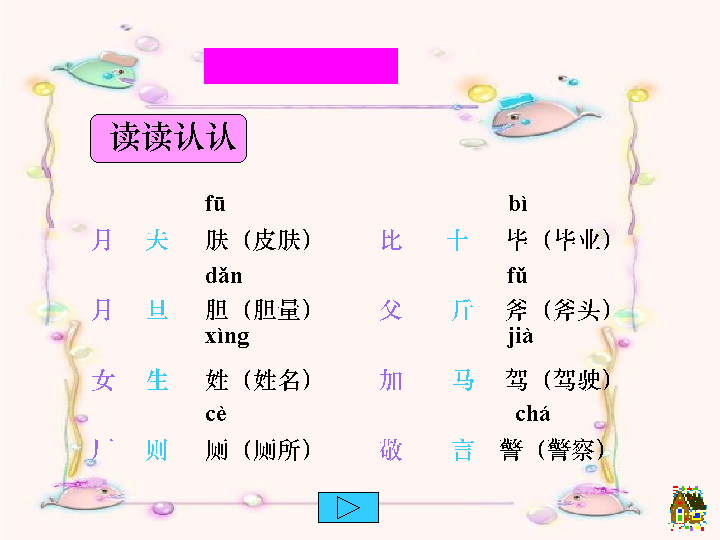 读读认认
fū bì
月 夫 肤（皮肤） 比 十 毕（毕业）
dǎn fǔ
月 旦 胆（胆量） 父 斤 斧（斧头）
xìng jià
女 生 姓（姓名） 加 马 驾（驾驶）
cè chá
厂 则 厕（厕所） 敬 言 警（警察）